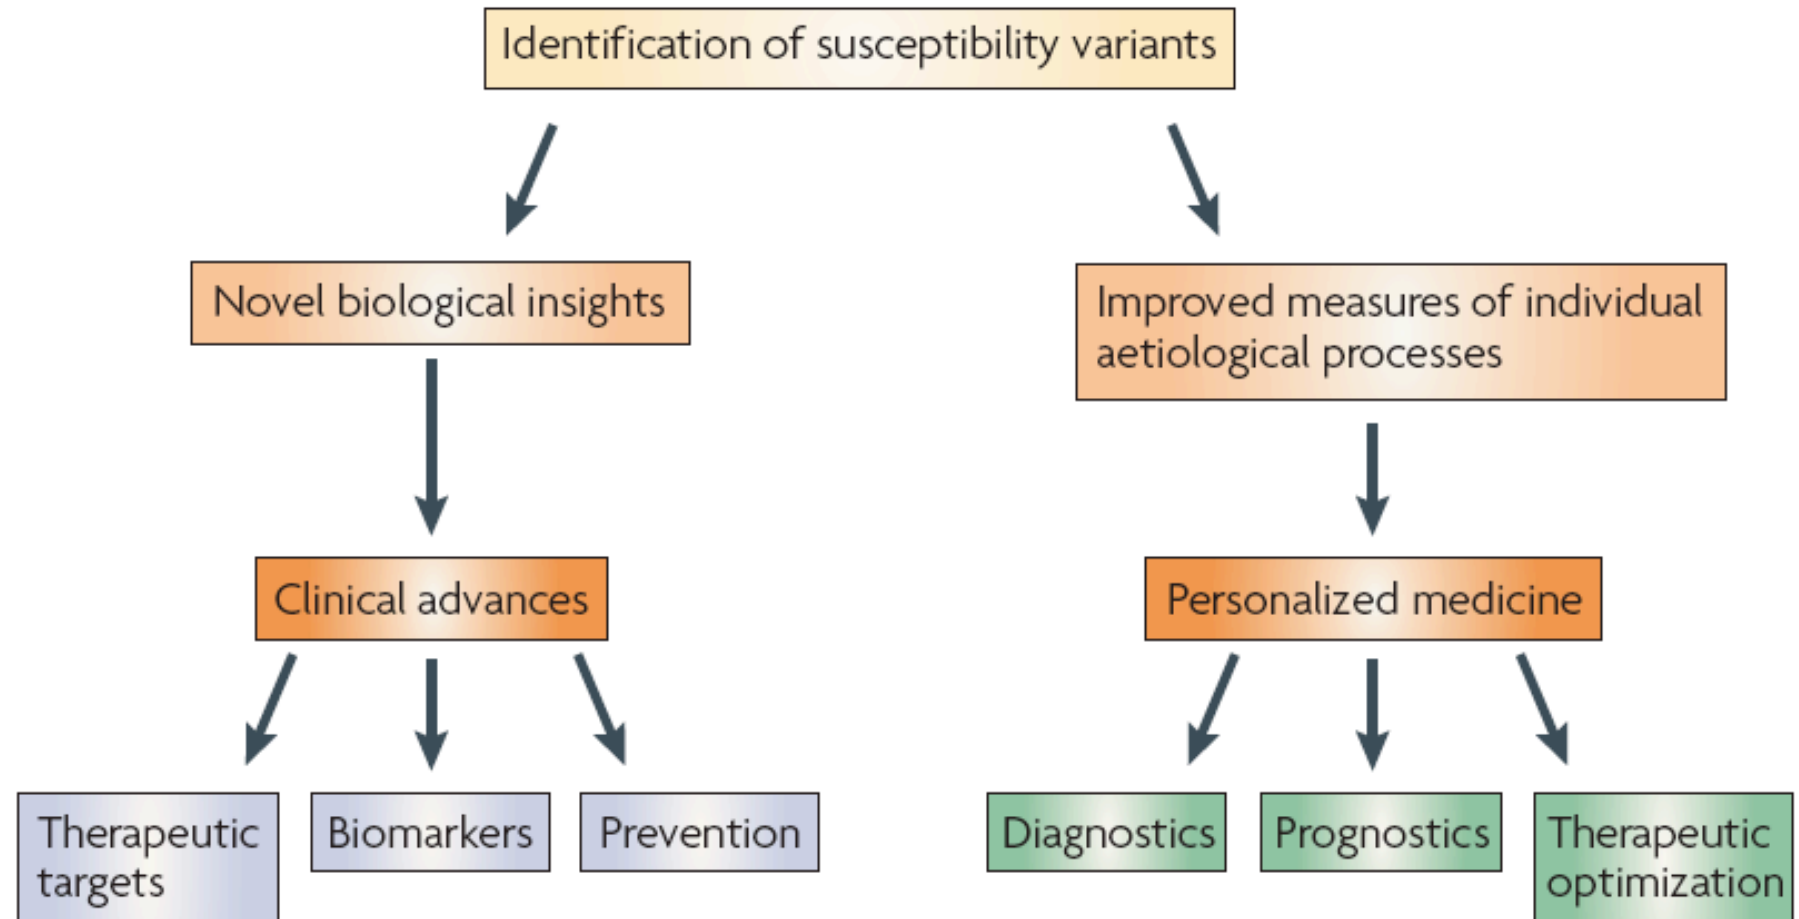 Identification of susceptibility variants
Novel biological insights
Improved measures of individual
aetiological processes
Clinical advances
Personalized medicine
Therapeutic
targets
Biomarkers
Prevention
Diagnostics
Prognostics
Therapeutic
optimization